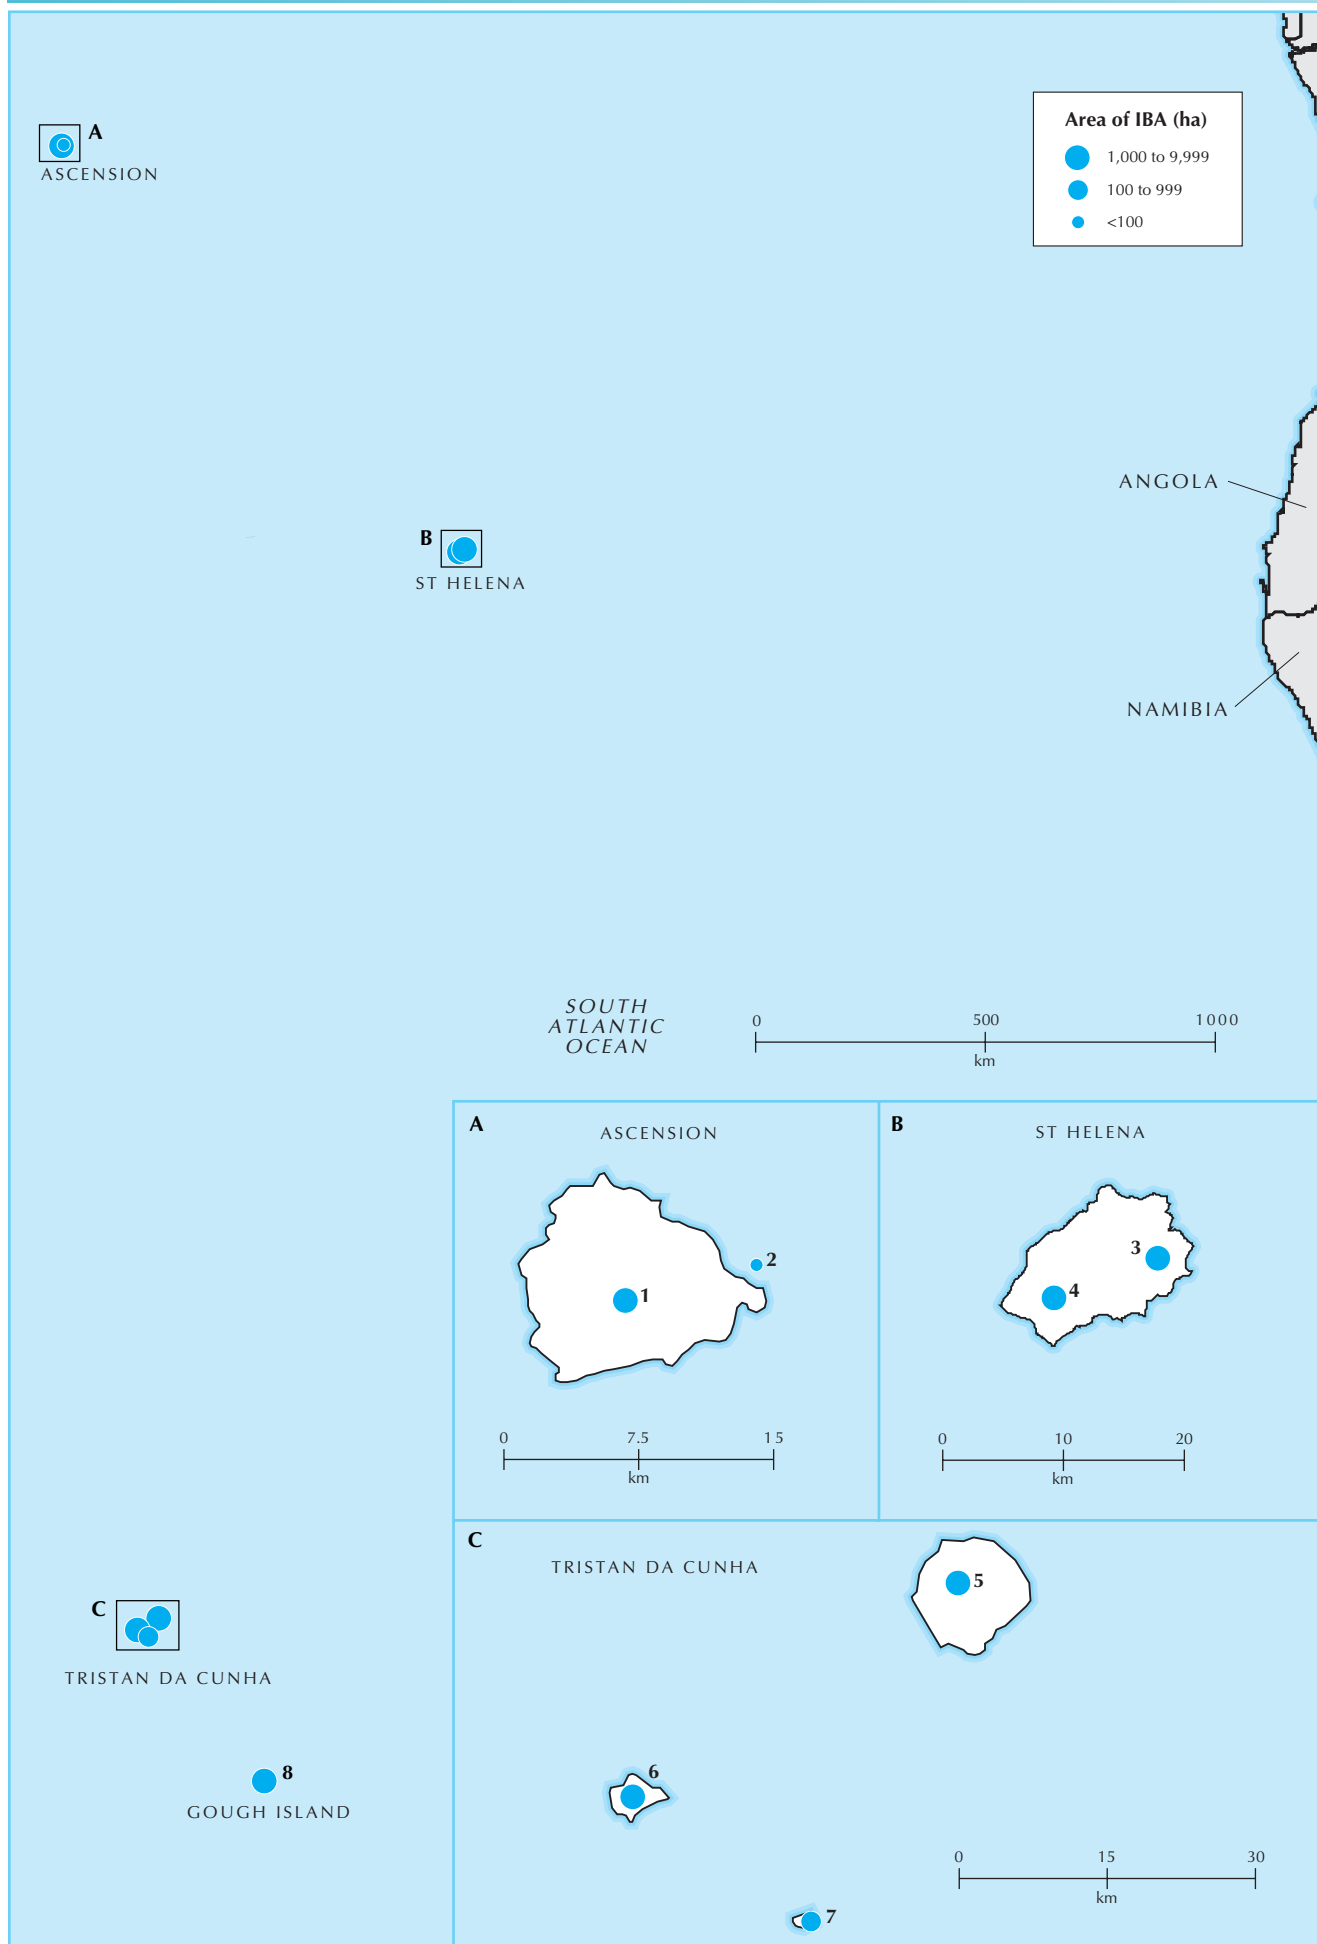 A
ASCENSION
Area of IBA (ha)
1,000 to 9,999
100 to 999
<100
ANGOLA
B
ST HELENA
NAMIBIA
SOUTH
ATLANTIC
OCEAN
0 500 1000
km
A
ASCENSION
2
1
0 7.5 15
km
B
ST HELENA
3
4
0 10 20
km
C
TRISTAN DA CUNHA
8
GOUGH ISLAND
C
TRISTAN DA CUNHA
5
6
7
0 15 30
km